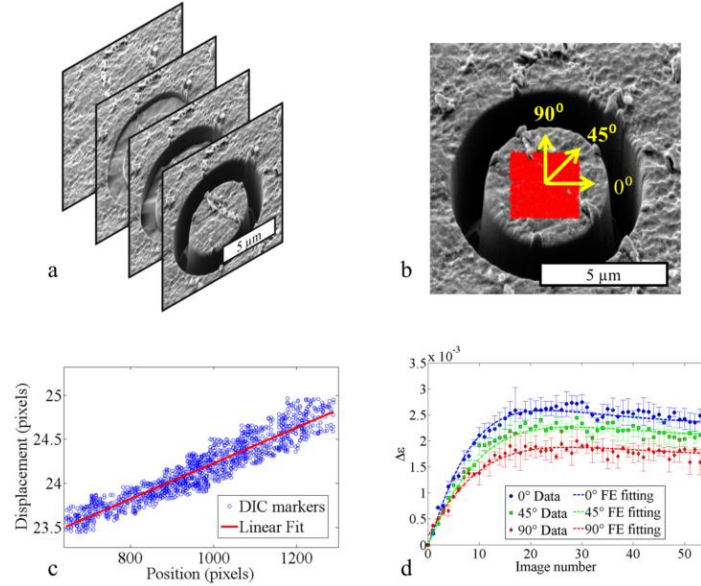 a
5 µm
b
90⁰
45⁰
0⁰
5 µm
Displacement (pixels)
25
24.5
24
23.5
800
1000
1200
Position (pixels)
DIC markers
Linear Fit
c
x 10⁻³
3.5
3
2.5
2
1.5
1
0.5
0
Δε
0
10
20
30
40
50
Image number
0° Data
0° FE fitting
45° Data
45° FE fitting
90° Data
90° FE fitting
d